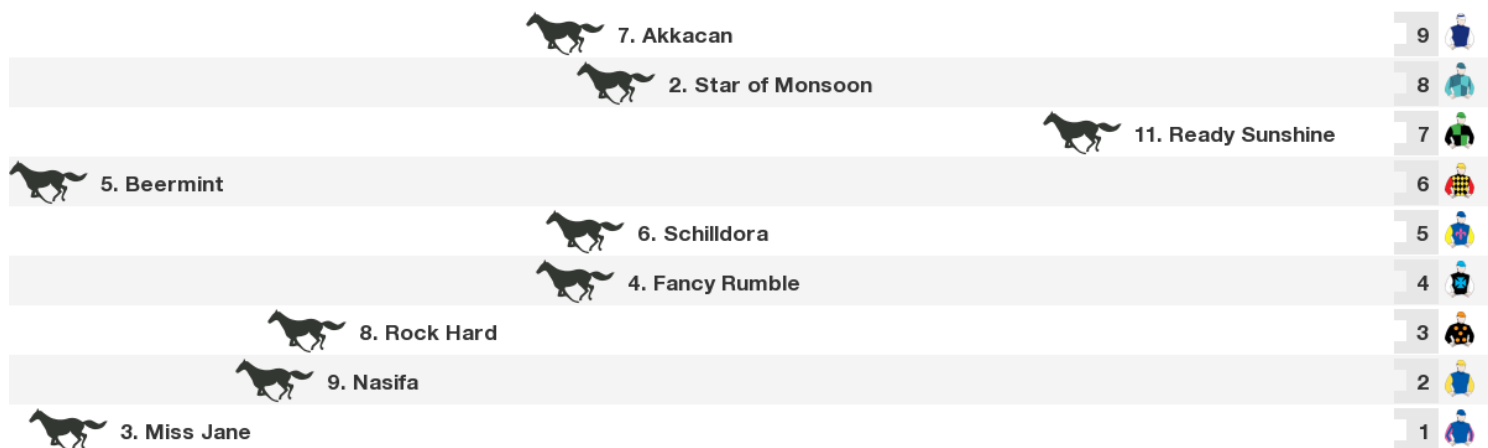 7. Akkacan 9
2. Star of Monsoon 8
11. Ready Sunshine 7
5. Beermint 6
6. Schilldora 5
4. Fancy Rumble 4
8. Rock Hard 3
9. Nasifa 2
3. Miss Jane 1